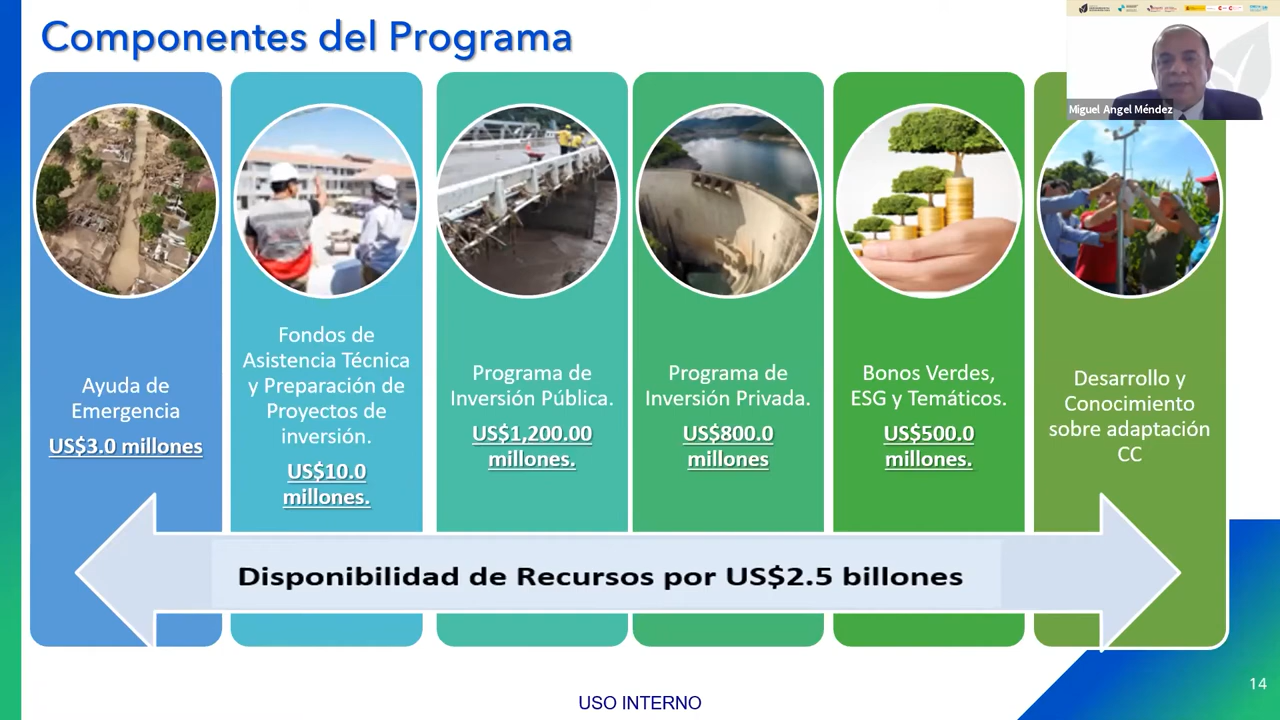 Componentes del Programa
Miguel Angel Méndez
Ayuda de
Emergencia
US$3.0 millones
Fondos de
Asistencia Técnica
y Preparación de
Proyectos de
inversión.
US$10.0
millones.
Programa de
Inversión Pública.
US$1,200.00
millones.
Programa de
Inversión Privada.
US$800.0
millones
Bonos Verdes,
ESG y Temáticos.
US$500.0
millones.
Desarrollo y
Conocimiento
sobre adaptación
CC
Disponibilidad de Recursos por US$2.5 billones
14
USO INTERNO